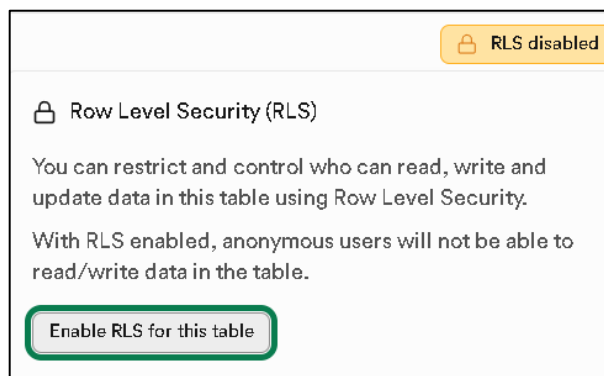 RLS disabled
Row Level Security (RLS)
You can restrict and control who can read, write and
update data in this table using Row Level Security.
With RLS enabled, anonymous users will not be able to
read/write data in the table.
Enable RLS for this table